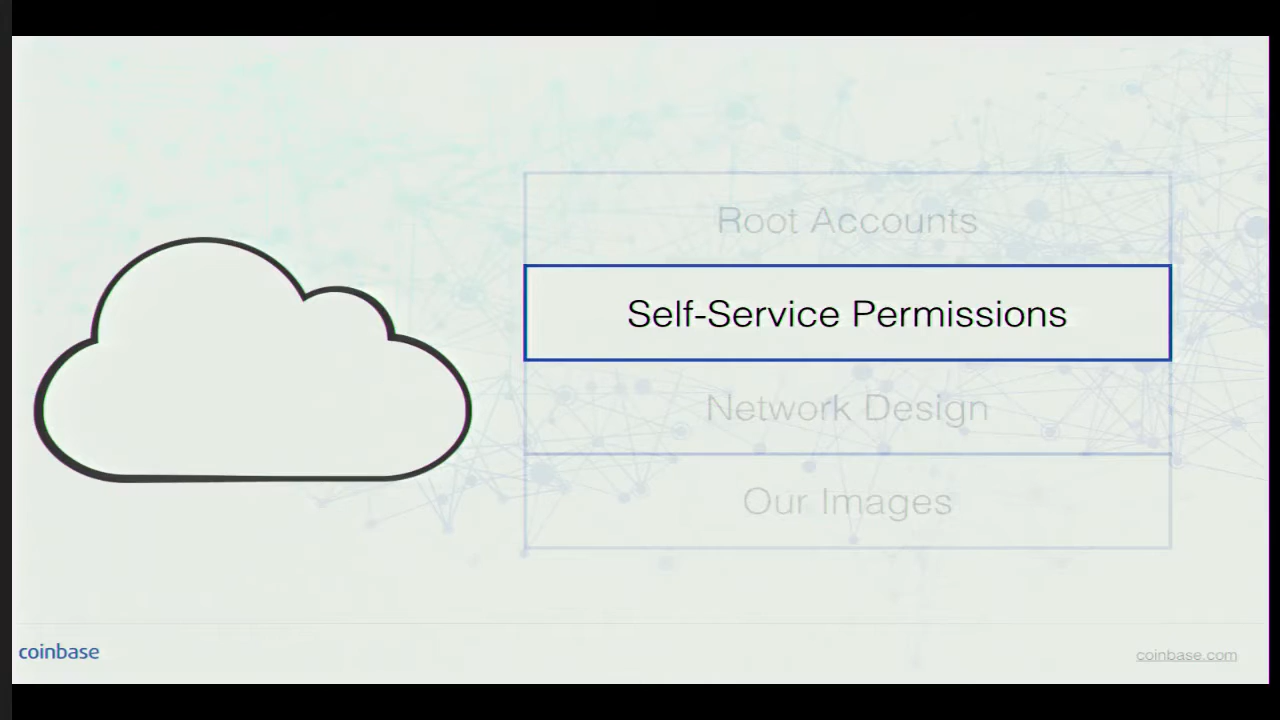 Root Accounts
Self-Service Permissions
Network Design
Our Images
coinbase
coinbase.com